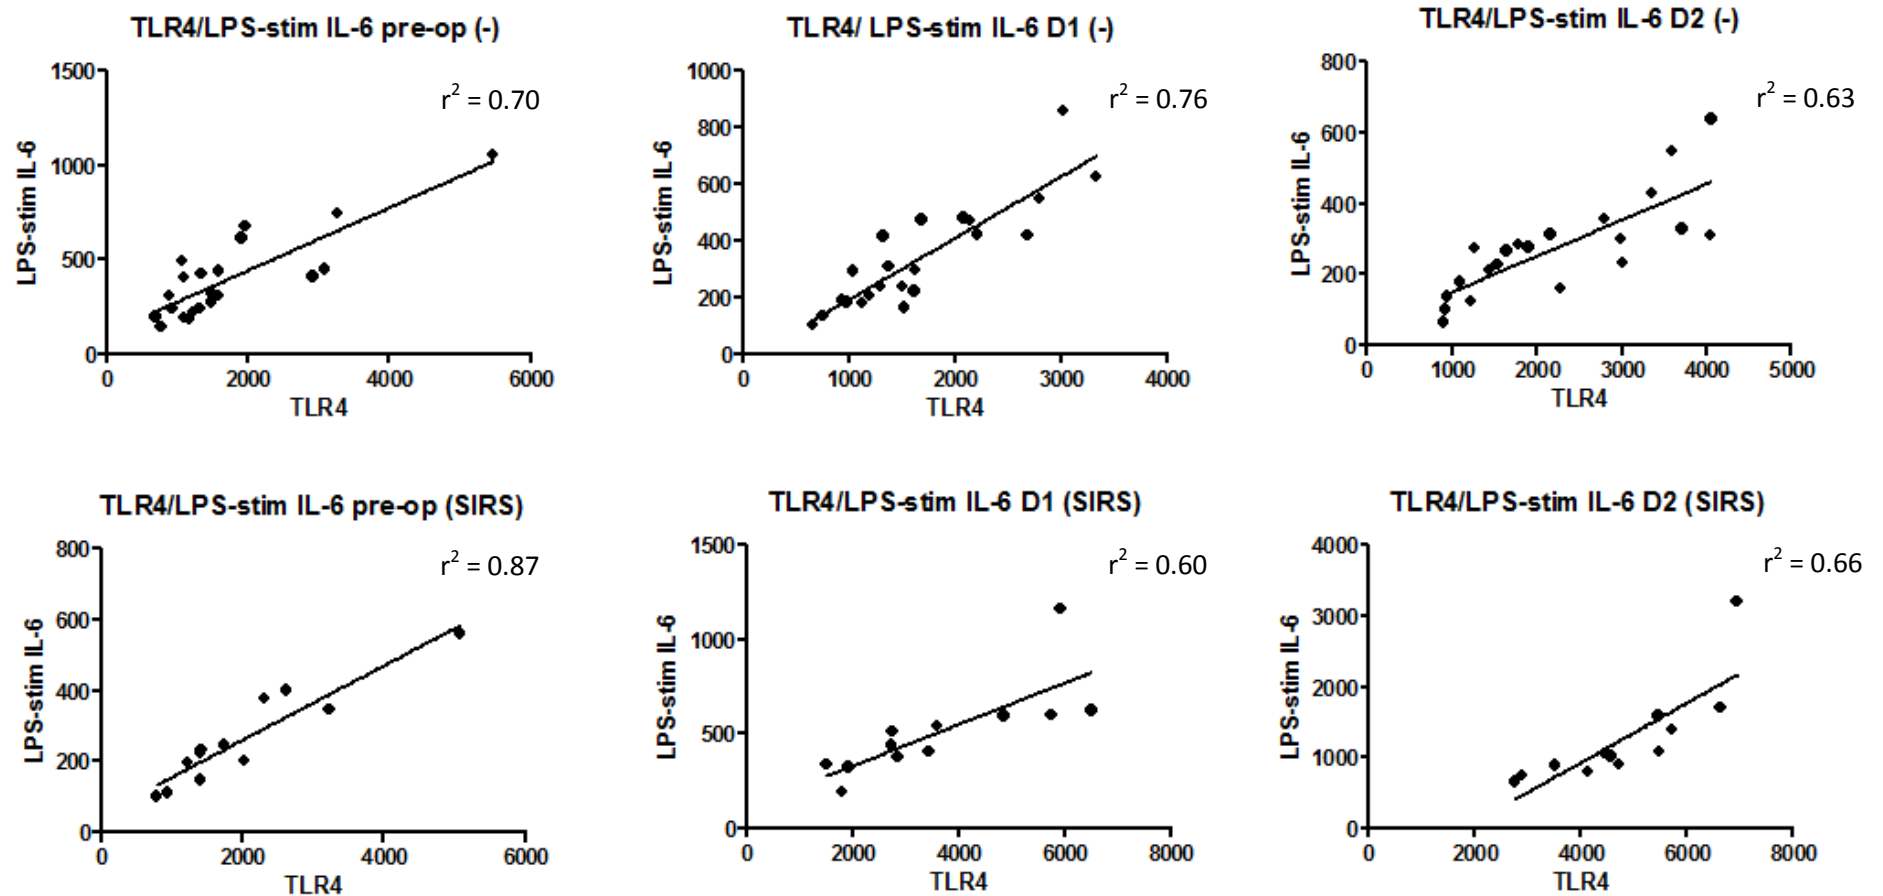 TLR4/LPS-stim IL-6 pre-op (-)
r² = 0.70
LPS-stim IL-6
1500
1000
500
0
0 2000 4000 6000
TLR4
TLR4/ LPS-stim IL-6 D1 (-)
r² = 0.76
LPS-stim IL-6
1000
800
600
400
200
0
0 1000 2000 3000 4000
TLR4
TLR4/LPS-stim IL-6 D2 (-)
r² = 0.63
LPS-stim IL-6
800
600
400
200
0
0 1000 2000 3000 4000 5000
TLR4
TLR4/LPS-stim IL-6 pre-op (SIRS)
r² = 0.87
LPS-stim IL-6
800
600
400
200
0
0 2000 4000 6000
TLR4
TLR4/LPS-stim IL-6 D1 (SIRS)
r² = 0.60
LPS-stim IL-6
1500
1000
500
0
0 2000 4000 6000 8000
TLR4
TLR4/LPS-stim IL-6 D2 (SIRS)
r² = 0.66
LPS-stim IL-6
4000
3000
2000
1000
0
0 2000 4000 6000 8000
TLR4